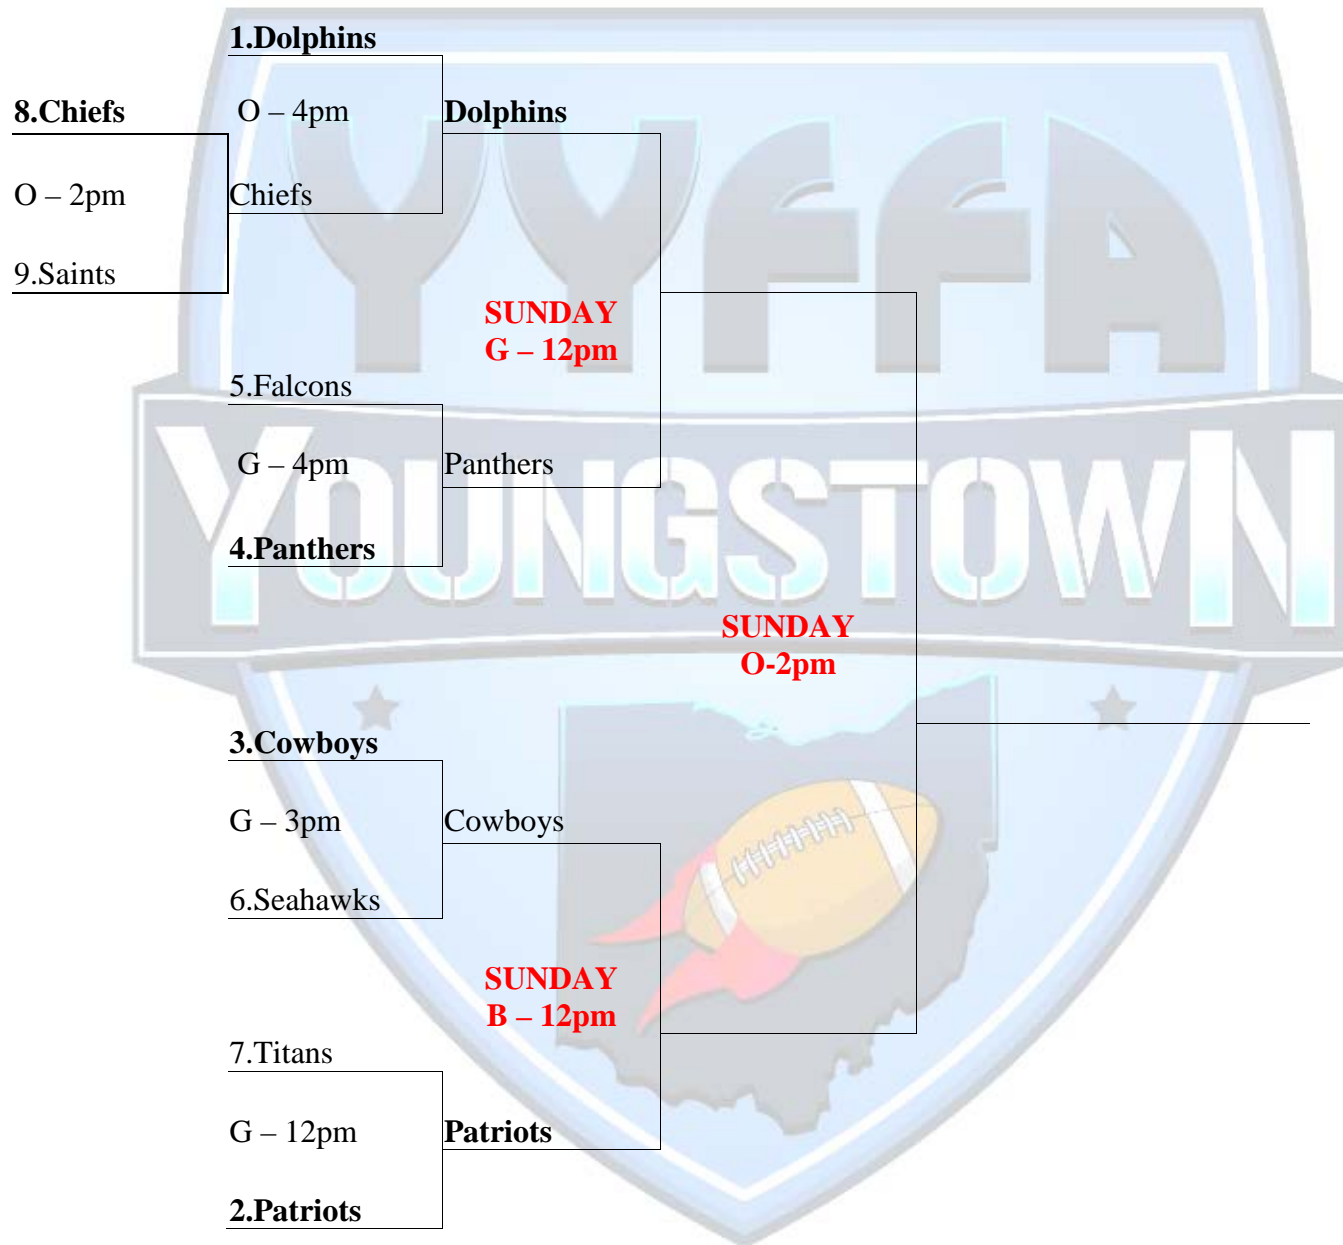 1.Dolphins
8.Chiefs
O – 4pm
Dolphins
O – 2pm
Chiefs
9.Saints
SUNDAY
G – 12pm
5.Falcons
G – 4pm
Panthers
4.Panthers
SUNDAY
O-2pm
3.Cowboys
G – 3pm
Cowboys
6.Seahawks
SUNDAY
B – 12pm
7.Titans
G – 12pm
Patriots
2.Patriots
YYFFA
YOUNGSTOWN